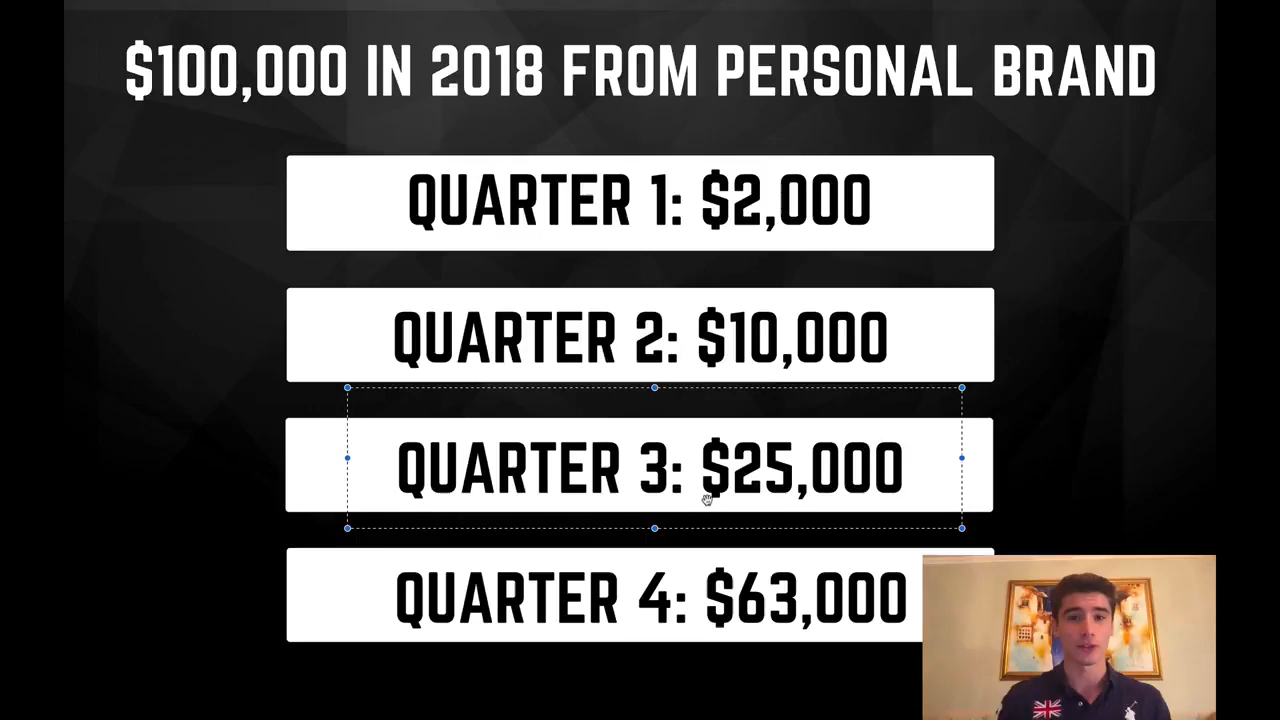 $100,000 IN 2018 FROM PERSONAL BRAND
QUARTER 1: $2,000
QUARTER 2: $10,000
QUARTER 3: $25,000
QUARTER 4: $63,000